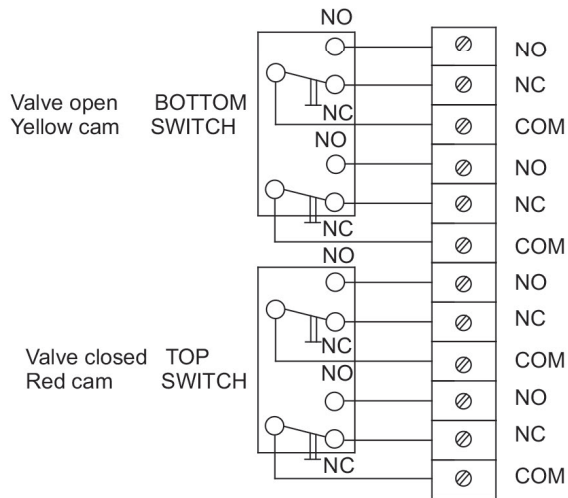 NO
NO
NC
Valve open BOTTOM
Yellow cam SWITCH
NC
COM
NO
NO
NC
NC
COM
NO
NO
NC
Valve closed TOP
Red cam SWITCH
NC
COM
NO
NO
NC
NC
COM